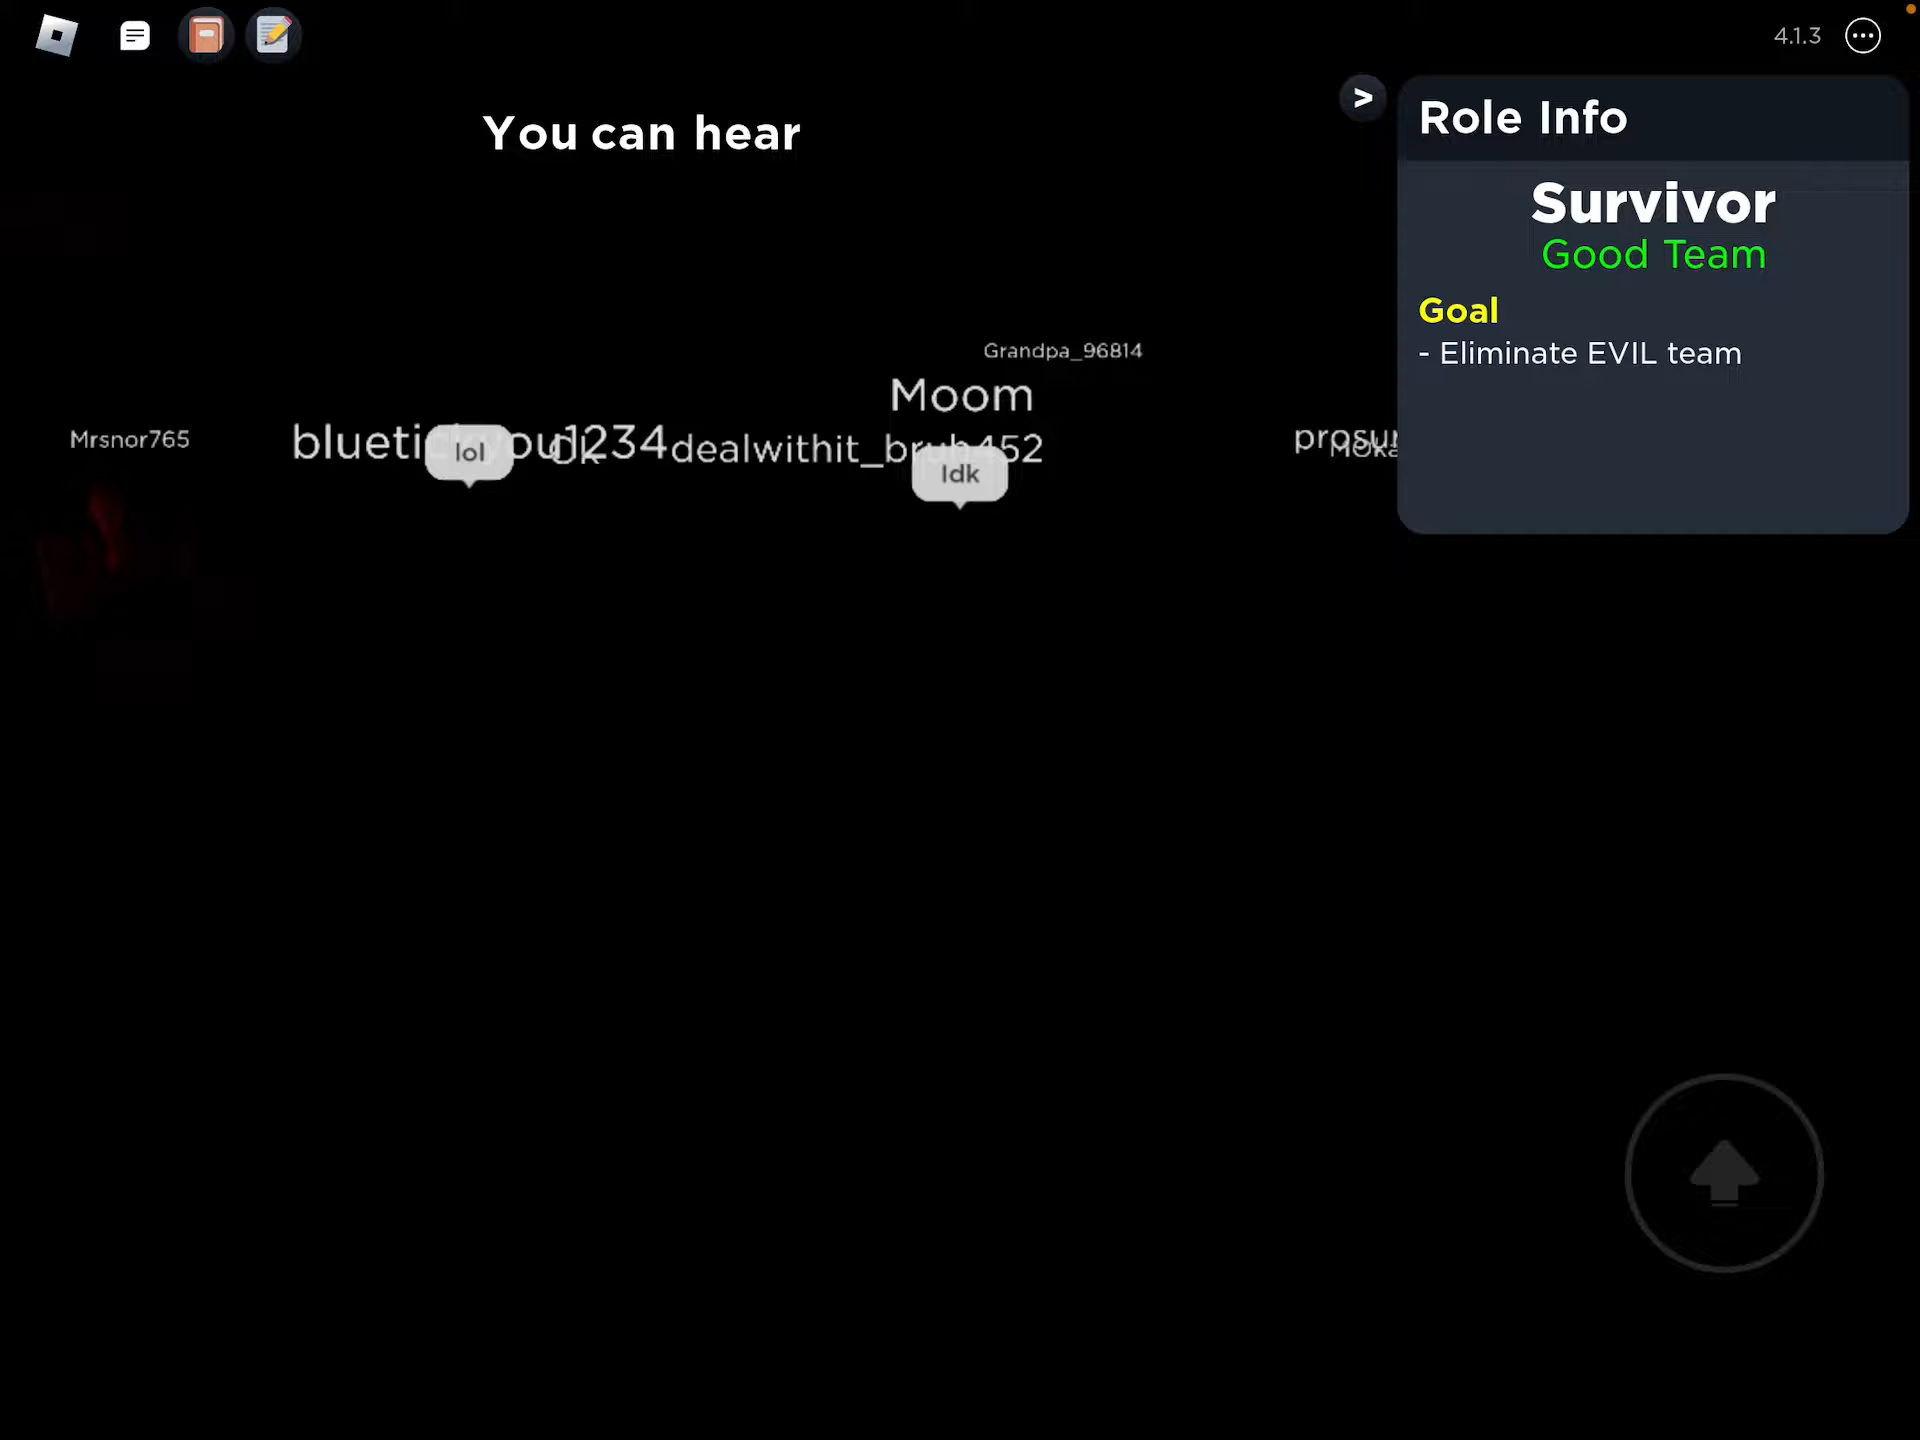 4.1.3
You can hear
>
Role Info
Survivor
Good Team
Goal
- Eliminate EVIL team
Grandpa_96814
Moom
Mrsnor765
lol
dealwithit_bruh452
Idk